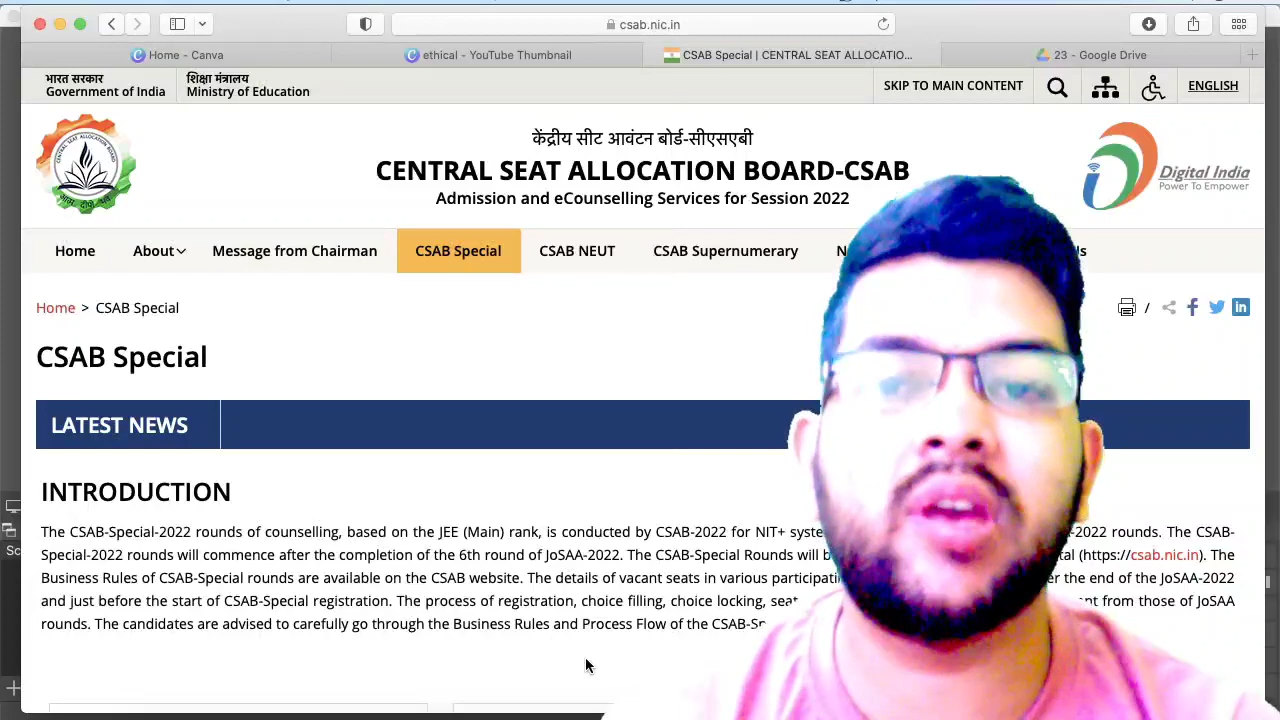 csab.nic.in
Home - Canva
ethical - YouTube Thumbnail
CSAB Special | CENTRAL SEAT ALLOCATIO...
23 - Google Drive
भारत सरकार
Government of India
शिक्षा मंत्रालय
Ministry of Education
SKIP TO MAIN CONTENT
ENGLISH
केंद्रीय सीट आवंटन बोर्ड-सीएसएबी
CENTRAL SEAT ALLOCATION BOARD-CSAB
Admission and eCounselling Services for Session 2022
Digital India
Power To Empower
Home
About
Message from Chairman
CSAB Special
CSAB NEUT
CSAB Supernumerary
Home > CSAB Special
/
CSAB Special
LATEST NEWS
INTRODUCTION
The CSAB-Special-2022 rounds of counselling, based on the JEE (Main) rank, is conducted by CSAB-2022 for NIT+ -2022 rounds. The CSAB-
Special-2022 rounds will commence after the completion of the 6th round of JoSAA-2022. The CSAB-Special Rounds will (https://csab.nic.in). The
Business Rules of CSAB-Special rounds are available on the CSAB website. The details of vacant seats in various the end of the JoSAA-2022
and just before the start of CSAB-Special registration. The process of registration, choice filling, choice locking, from those of JoSAA
rounds. The candidates are advised to carefully go through the Business Rules and Process Flow of the